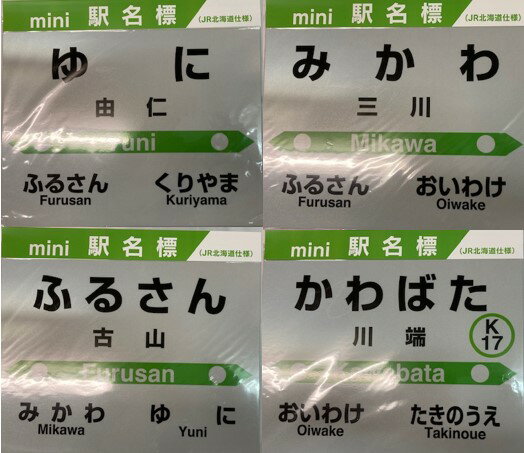 mini 駅名標 (JR北海道仕様)
ゆに
由仁
Yuni
ふるさん くりやま
Furusan Kuriyama
mini 駅名標 (JR北海道仕様)
みかわ
三川
Mikawa
ふるさん おいわけ
Furusan Oiwake
mini 駅名標 (JR北海道仕様)
ふるさん
古山
Furusan
みかわ ゆに
Mikawa Yuni
mini 駅名標 (JR北海道仕様)
かわばた
川端
K
17
おいわけ たきのうえ
Oiwake Takinoue